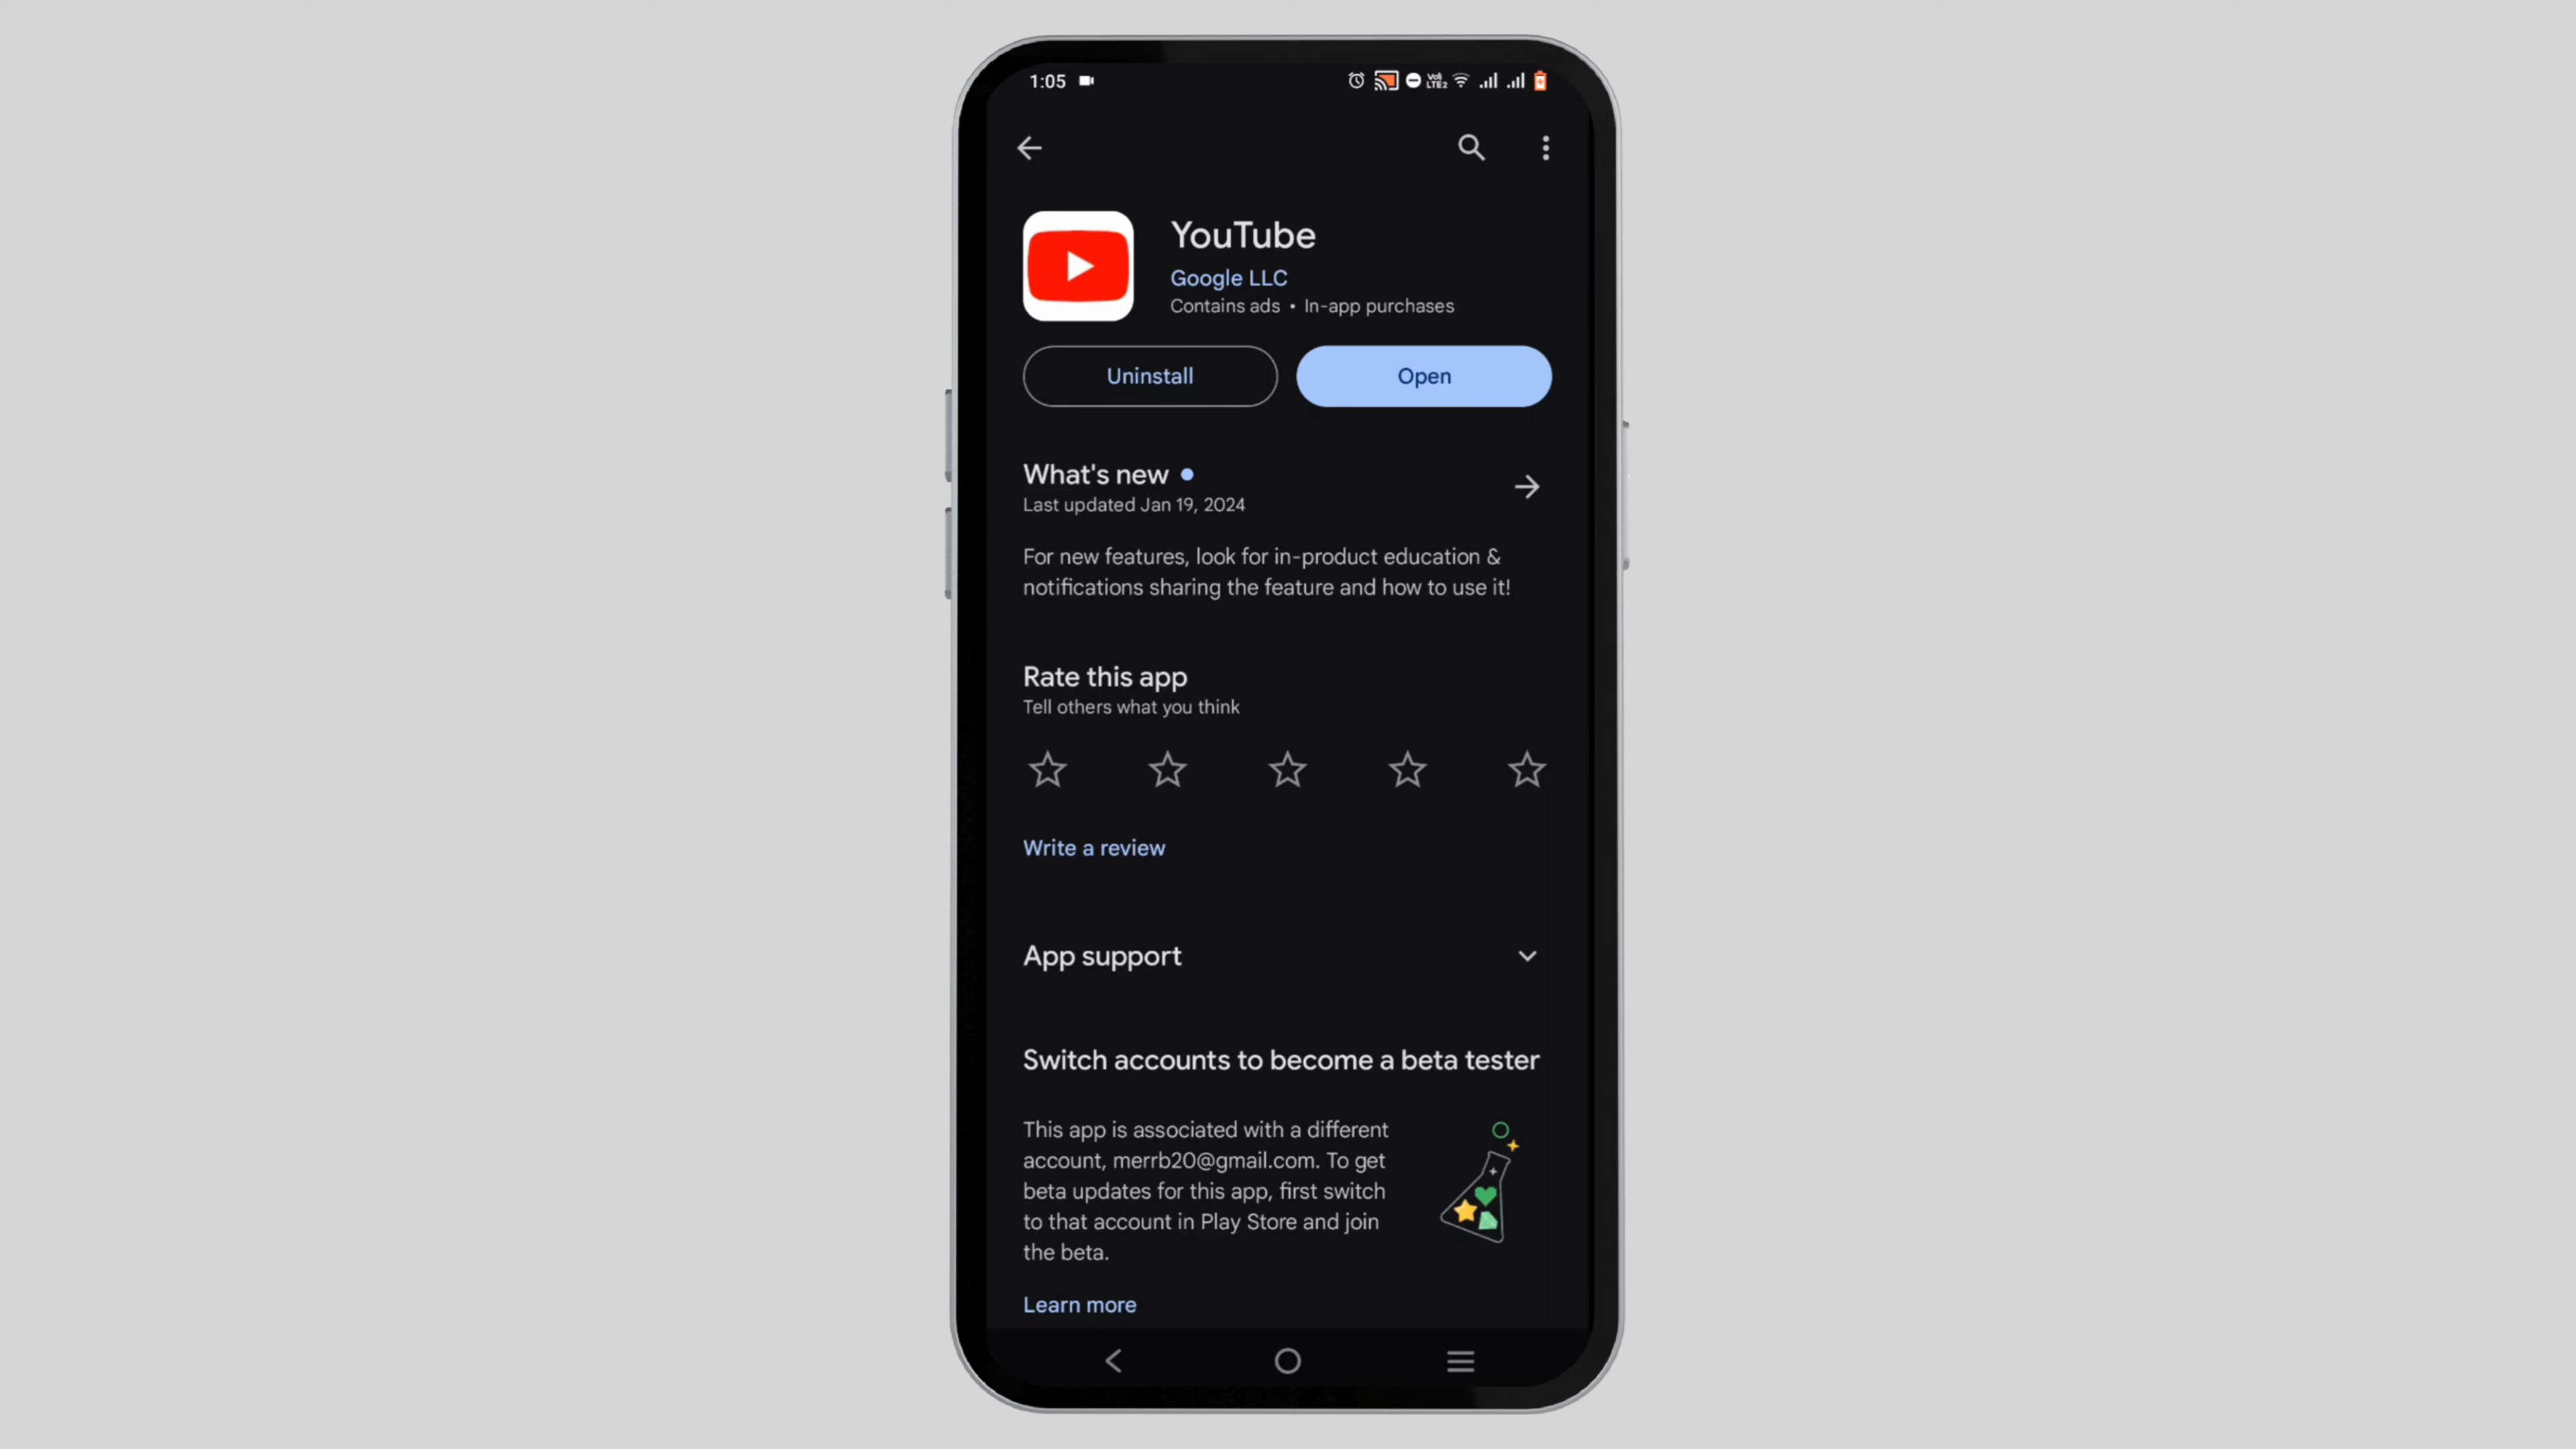 1:05
Vo)
LTE2
YouTube
Google LLC
Contains ads • In-app purchases
Uninstall
Open
What's new
Last updated Jan 19, 2024
For new features, look for in-product education &
notifications sharing the feature and how to use it!
Rate this app
Tell others what you think
Write a review
App support
Switch accounts to become a beta tester
This app is associated with a different
account, merrb20@gmail.com. To get
beta updates for this app, first switch
to that account in Play Store and join
the beta.
Learn more